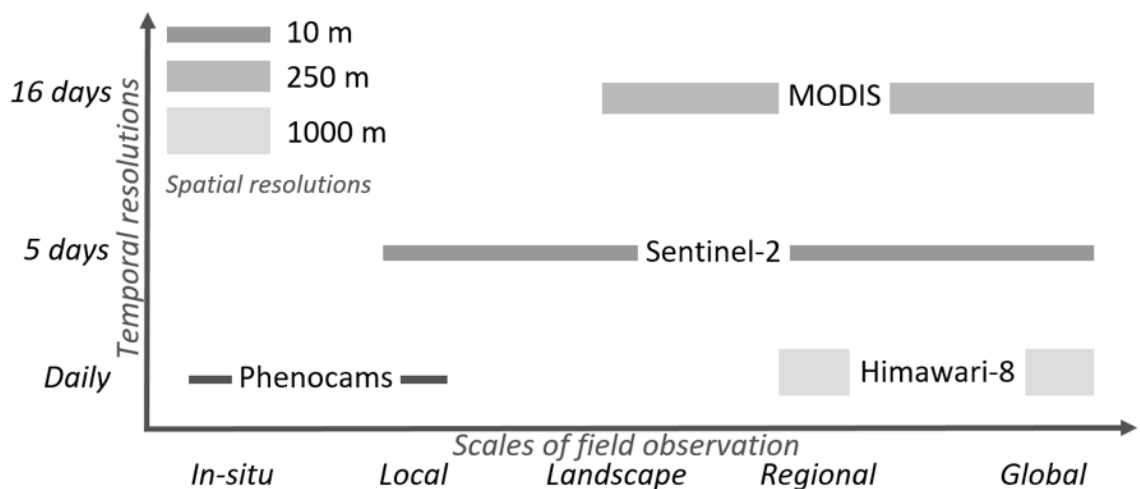 10 m
250 m
1000 m
Spatial resolutions
Temporal resolutions
16 days
MODIS
5 days
Sentinel-2
Daily
Phenocams
Himawari-8
Scales of field observation
In-situ Local Landscape Regional Global